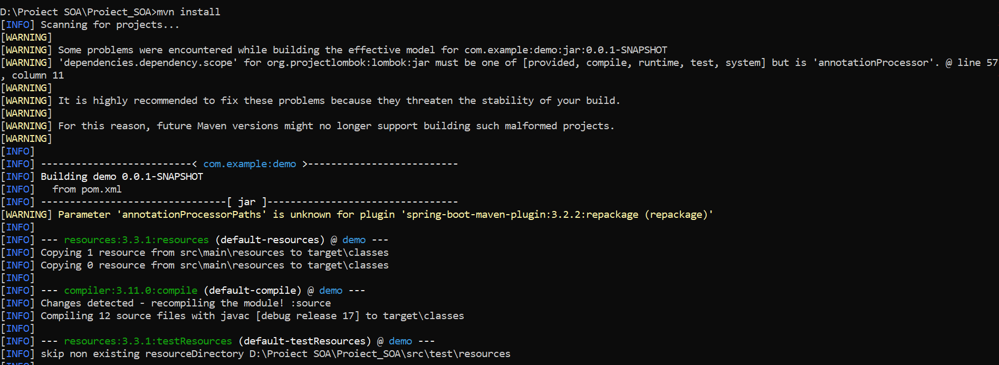 D:\Proiect SOA\Proiect_SOA>mvn install
[INFO] Scanning for projects...
[WARNING]
[WARNING] Some problems were encountered while building the effective model for com.example:demo:jar:0.0.1-SNAPSHOT
[WARNING] 'dependencies.dependency.scope' for org.projectlombok:lombok:jar must be one of [provided, compile, runtime, test, system] but is 'annotationProcessor'. @ line 57
, column 11
[WARNING]
[WARNING] It is highly recommended to fix these problems because they threaten the stability of your build.
[WARNING]
[WARNING] For this reason, future Maven versions might no longer support building such malformed projects.
[WARNING]
[INFO]
[INFO] --------------------------< com.example:demo >--------------------------
[INFO] Building demo 0.0.1-SNAPSHOT
[INFO]   from pom.xml
[INFO] --------------------------------[ jar ]---------------------------------
[WARNING] Parameter 'annotationProcessorPaths' is unknown for plugin 'spring-boot-maven-plugin:3.2.2:repackage (repackage)'
[INFO]
[INFO] --- resources:3.3.1:resources (default-resources) @ demo ---
[INFO] Copying 1 resource from src\main\resources to target\classes
[INFO] Copying 0 resource from src\main\resources to target\classes
[INFO]
[INFO] --- compiler:3.11.0:compile (default-compile) @ demo ---
[INFO] Changes detected - recompiling the module! :source
[INFO] Compiling 12 source files with javac [debug release 17] to target\classes
[INFO]
[INFO] --- resources:3.3.1:testResources (default-testResources) @ demo ---
[INFO] skip non existing resourceDirectory D:\Proiect SOA\Proiect_SOA\src\test\resources
[INFO]